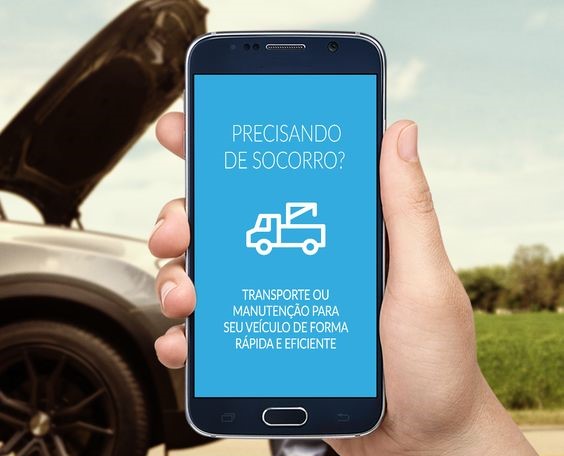 PRECISANDO
DE SOCORRO?
TRANSPORTE OU
MANUTENÇÃO PARA
SEU VEÍCULO DE FORMA
RÁPIDA E EFICIENTE